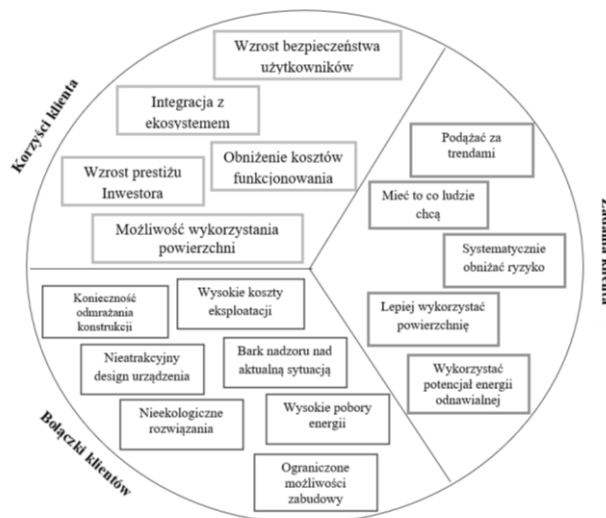 Korzyści klienta
Wzrost bezpieczeństwa
użytkowników
Integracja z
ekosystemem
Obniżenie kosztów
funkcjonowania
Wzrost prestiżu
Inwestora
Możliwość wykorzystania
powierzchni
Podążać za
trendami
Mieć to co ludzie
chcą
Systematycznie
obniżać ryzyko
Lepiej wykorzystać
powierzchnię
Wykorzystać
potencjał energii
odnawialnej
Bolączki klientów
Konieczność
odmrażania
konstrukcji
Wysokie koszty
eksploatacji
Nieatrakcyjny
design urządzenia
Bark nadzoru nad
aktualną sytuacją
Nieekologiczne
rozwiązania
Wysokie pobory
energii
Ograniczone
możliwości
zabudowy